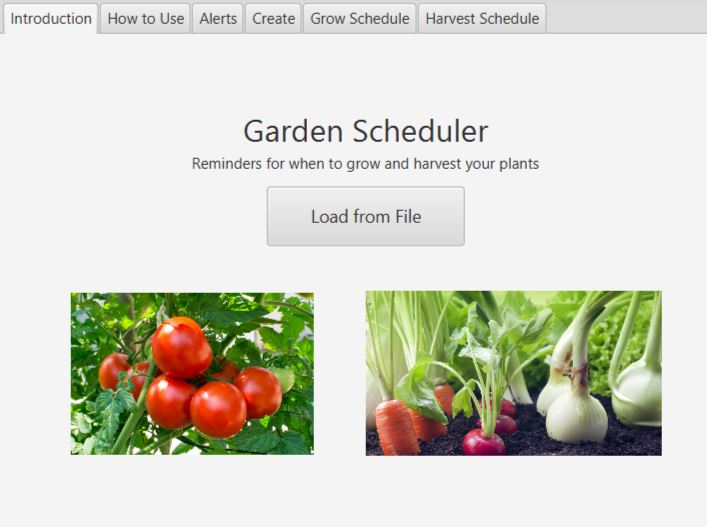 Introduction How to Use Alerts Create Grow Schedule Harvest Schedule
Garden Scheduler
Reminders for when to grow and harvest your plants
Load from File